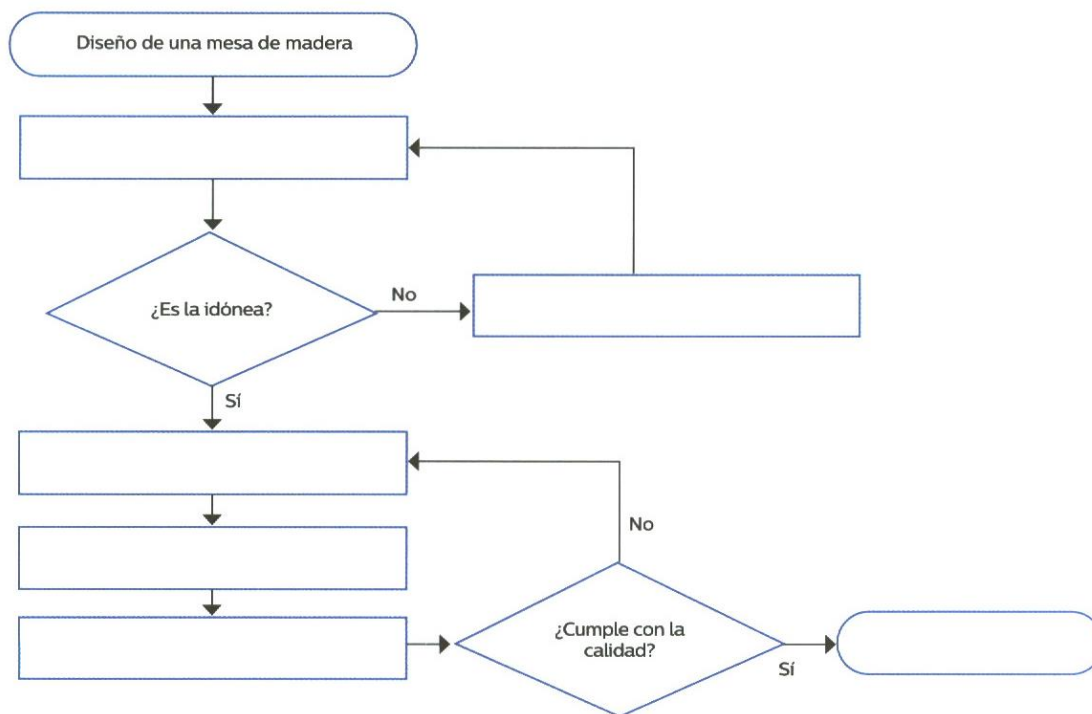 Diseño de una mesa de madera
¿Es la idónea?
No
Sí
No
¿Cumple con la
calidad?
Sí